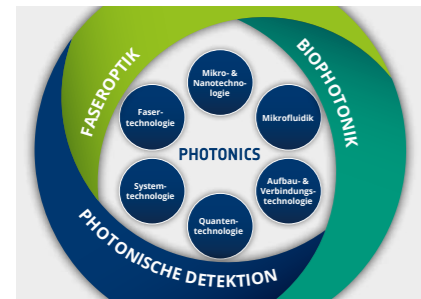 FASEROPTIK
BIOPHOTONIK
Mikro- &
Nanotechno-
logie
Faser-
technologie
Mikrofluidik
PHOTONICS
System-
technologie
Aufbau- &
Verbindungs-
technologie
Quanten-
technologie
PHOTONISCHE DETEKTION